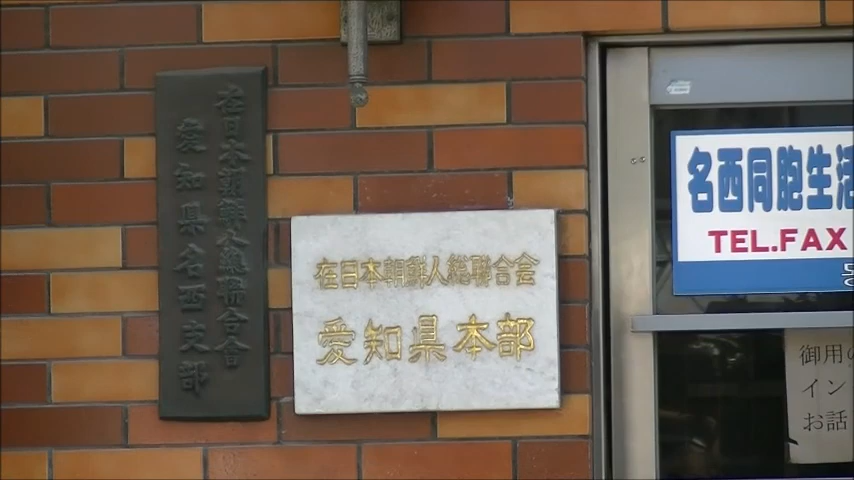 在日本朝鮮人総聯合会
愛知県名西支部
在日本朝鮮人総聯合会
愛知県本部
名西同胞生活
TEL.FAX
御用の
イン
お話